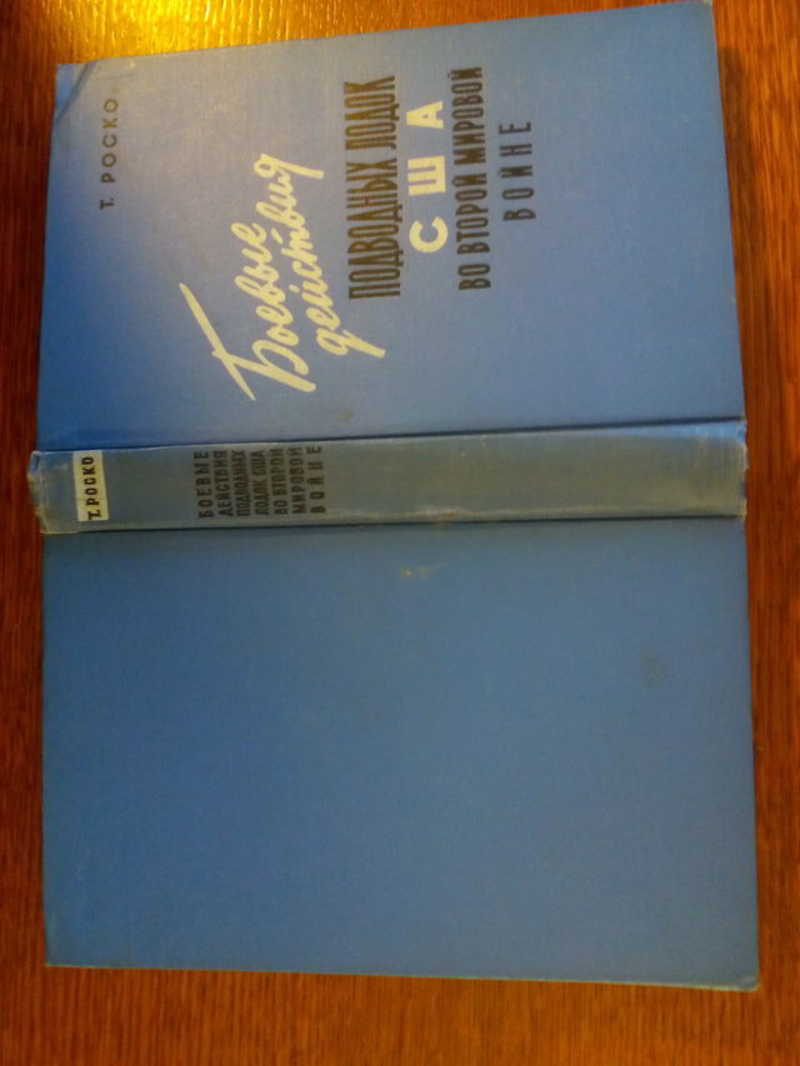 Т. РОСКО
Боевые
действия
ПОДВОДНЫХ ЛОДОК
США
ВО ВТОРОЙ МИРОВОЙ
ВОЙНЕ
Т. РОСКО
БОЕВЫЕ
ДЕЙСТВИЯ
ПОДВОДНЫХ
ЛОДОК США
ВО ВТОРОЙ
МИРОВОЙ
ВОЙНЕ